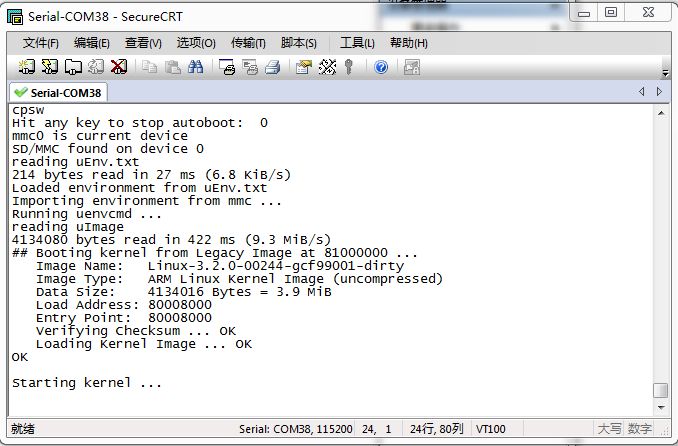 Serial-COM38 - SecureCRT
文件(F) 编辑(E) 查看(V) 选项(O) 传输(T) 脚本(S) 工具(L) 帮助(H)
Serial-COM38
cpsw
Hit any key to stop autoboot:  0
mmc0 is current device
SD/MMC found on device 0
reading uEnv.txt
214 bytes read in 27 ms (6.8 KiB/s)
Loaded environment from uEnv.txt
Importing environment from mmc ...
Running uenvcmd ...
reading uImage
4134080 bytes read in 422 ms (9.3 MiB/s)
## Booting kernel from Legacy Image at 81000000 ...
   Image Name:   Linux-3.2.0-00244-gcf99001-dirty
   Image Type:   ARM Linux Kernel Image (uncompressed)
   Data Size:    4134016 Bytes = 3.9 MiB
   Load Address: 80008000
   Entry Point:  80008000
   Verifying Checksum ... OK
   Loading Kernel Image ... OK
OK
Starting kernel ...
就绪 Serial: COM38, 115200 24,  1 24行, 80列 VT100 大写 数字